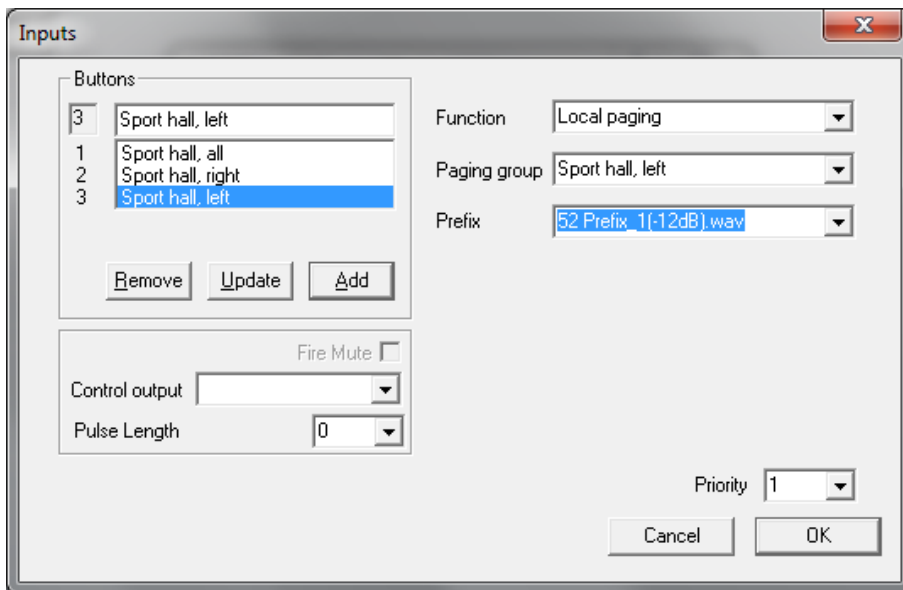 Inputs
Buttons
3 Sport hall, left
1 Sport hall, all
2 Sport hall, right
3 Sport hall, left
Remove Update Add
Fire Mute
Control output
Pulse Length 0
Function Local paging
Paging group Sport hall, left
Prefix 52 Prefix_1(-12dB).wav
Priority 1
Cancel OK